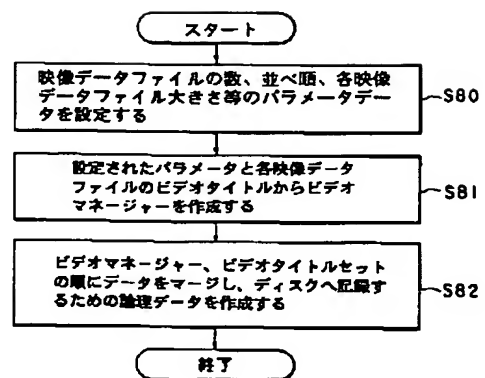 スタート
映像データファイルの数、並べ順、各映像
データファイル大きさ等のパラメータデー
タを設定する
S80
設定されたパラメータと各映像データ
ファイルのビデオタイトルからビデオ
マネージャーを作成する
S81
ビデオマネージャー、ビデオタイトルセット
の順にデータをマージし、ディスクへ記録す
るための論理データを作成する
S82
終了